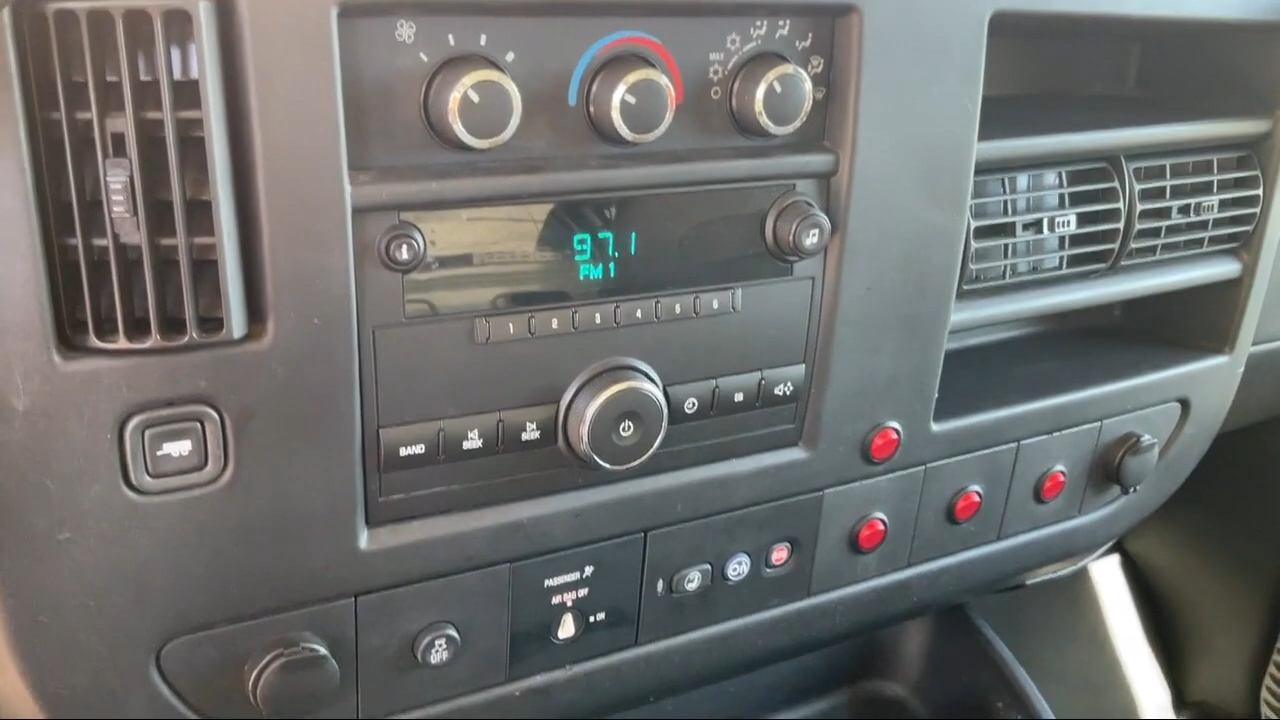 MAX
97.1
FM 1
1 2 3 4 5 6
BAND
SEEK
SEEK
PASSENGER
AIR BAG OFF
ON
OFF